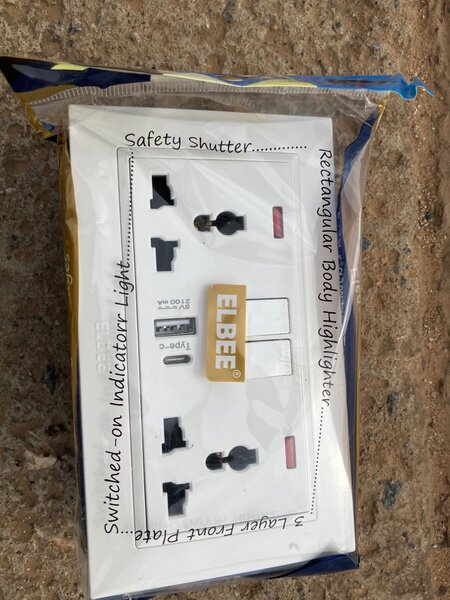 Safety Shutter.............
Rectangular Body Highlighter...........
Switched-on Indicatorr Light......
5V
2100 mA
Type-c
ELBEE®
3 Layer Front Plate....